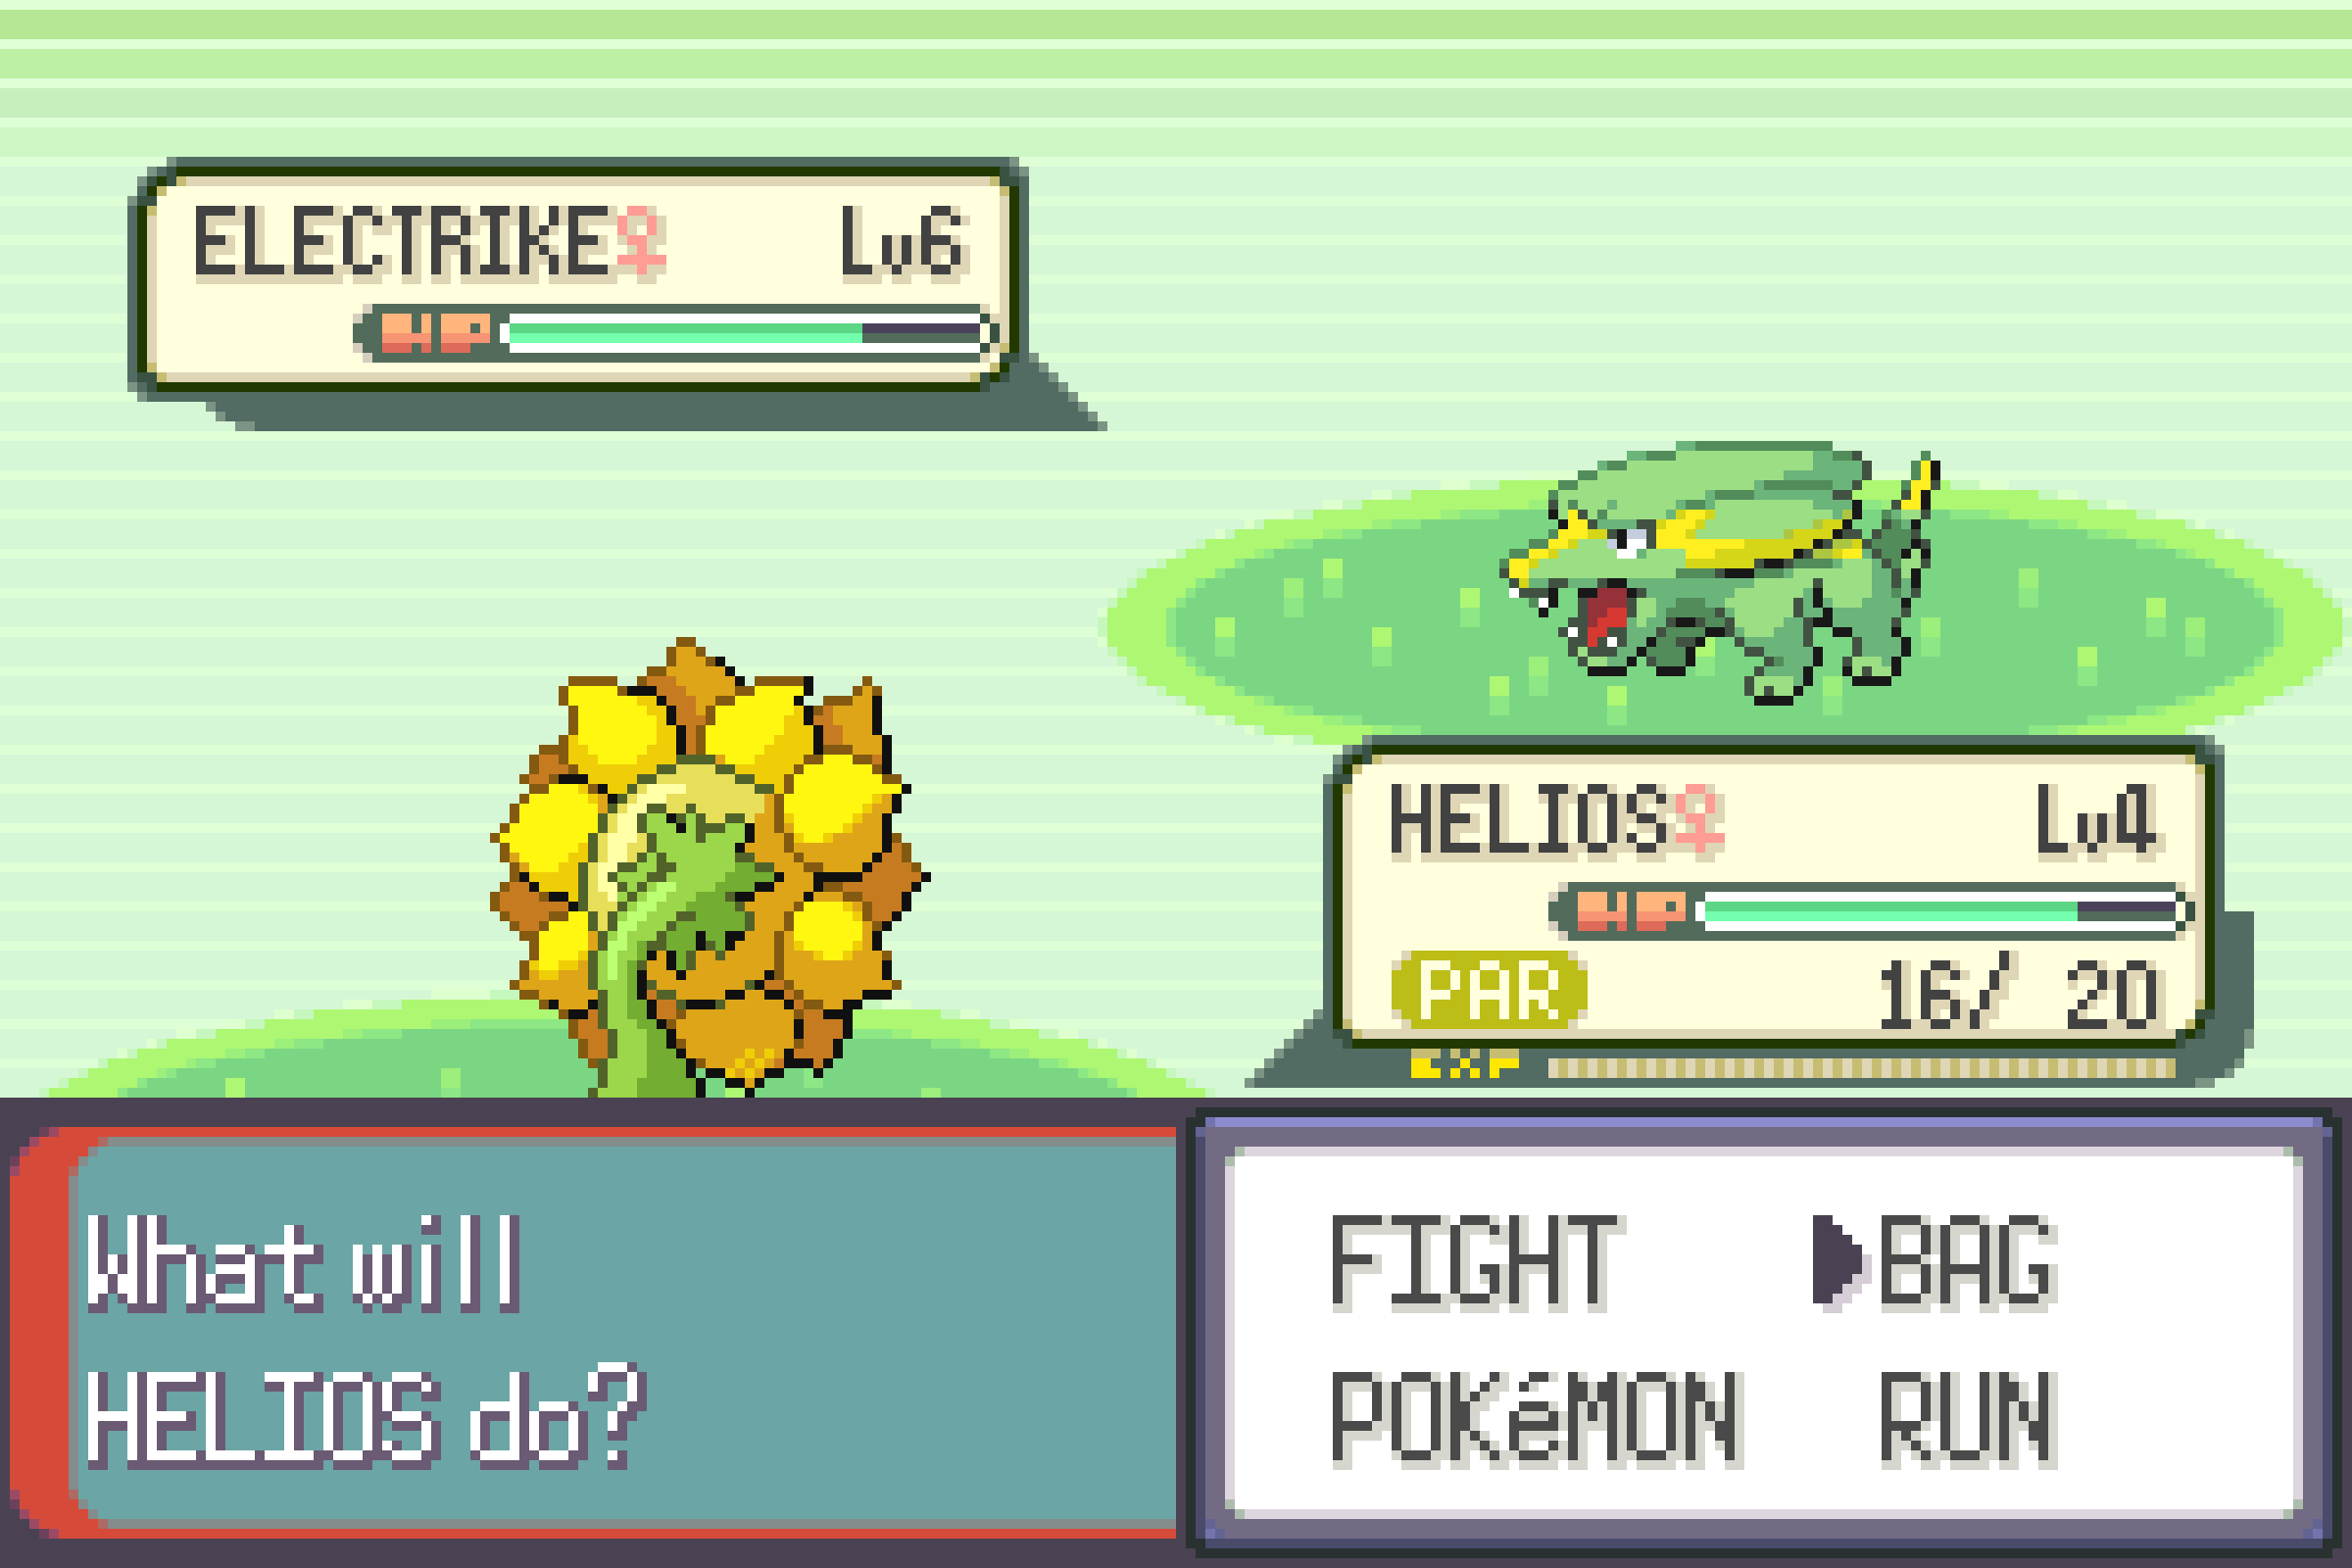 ELECTRIKE♀ Lv6
HP
HELIOS♀ Lv4
HP
PAR 16/ 20
EXP
What will
HELIOS do?
FIGHT BAG
POKéMON RUN